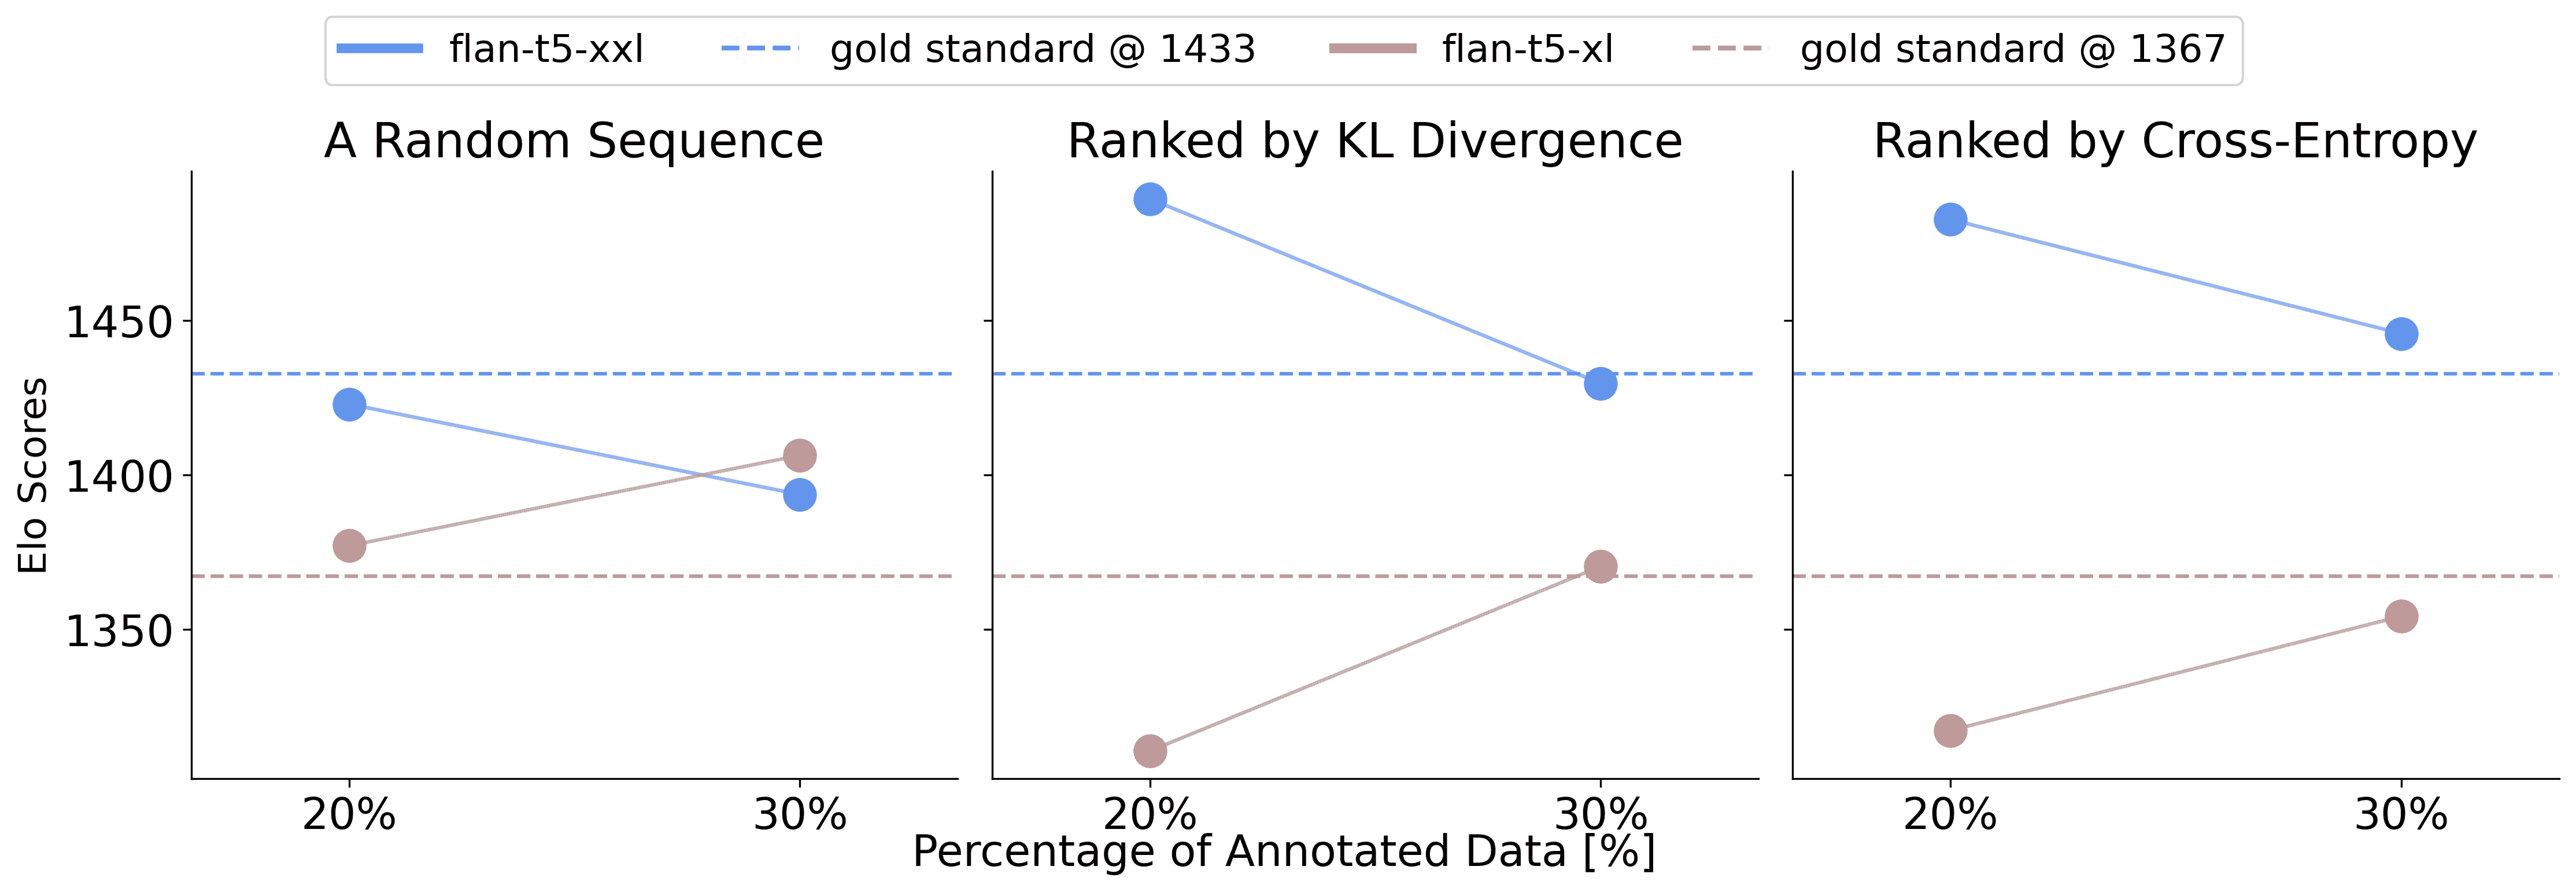 flan-t5-xxl gold standard @ 1433 flan-t5-xl gold standard @ 1367
A Random Sequence Ranked by KL Divergence Ranked by Cross-Entropy
Elo Scores
1450
1400
1350
20% 30% 20% 30% 20% 30%
Percentage of Annotated Data [%]